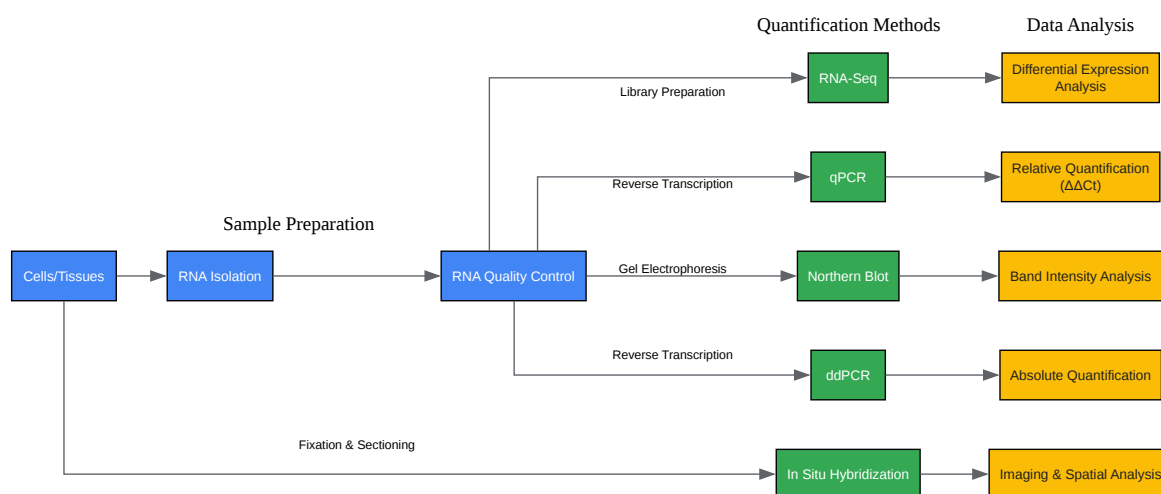 Quantification Methods
Data Analysis
RNA-Seq
Differential Expression
Analysis
Library Preparation
qPCR
Relative Quantification
(ΔΔCt)
Reverse Transcription
Sample Preparation
Cells/Tissues
RNA Isolation
RNA Quality Control
Gel Electrophoresis
Northern Blot
Band Intensity Analysis
Reverse Transcription
ddPCR
Absolute Quantification
Fixation & Sectioning
In Situ Hybridization
Imaging & Spatial Analysis